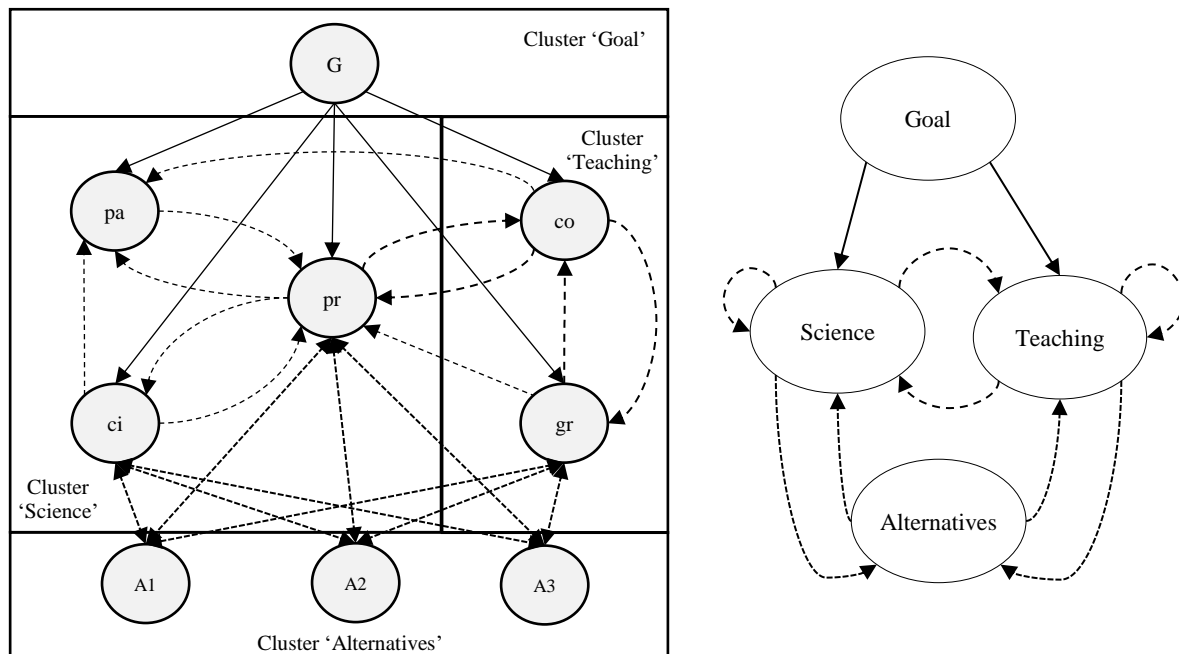 Cluster ‘Goal’
G
Cluster
‘Teaching’
pa
co
pr
ci
gr
Cluster
‘Science’
A1
A2
A3
Cluster ‘Alternatives’
Goal
Science
Teaching
Alternatives